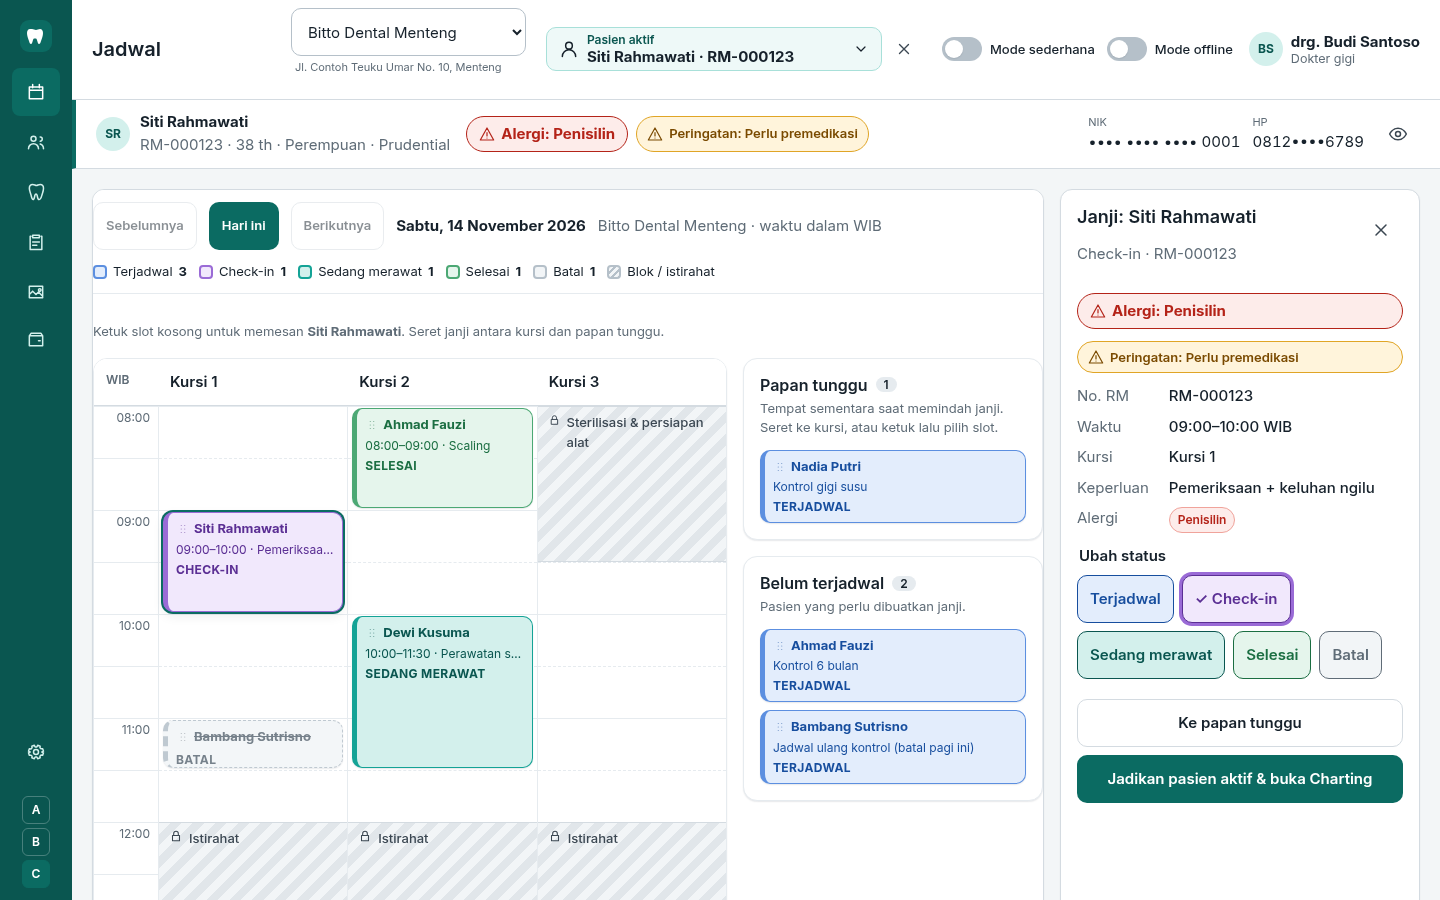 Jadwal
Bitto Dental Menteng
Jl. Contoh Teuku Umar No. 10, Menteng
Pasien aktif
Siti Rahmawati · RM-000123
Mode sederhana
Mode offline
BS
drg. Budi Santoso
Dokter gigi
SR
Siti Rahmawati
RM-000123 · 38 th · Perempuan · Prudential
Alergi: Penisilin
Peringatan: Perlu premedikasi
NIK
•••• •••• •••• 0001
HP
0812••••6789
Sebelumnya
Hari ini
Berikutnya
Sabtu, 14 November 2026
Bitto Dental Menteng · waktu dalam WIB
Terjadwal 3
Check-in 1
Sedang merawat 1
Selesai 1
Batal 1
Blok / istirahat
Ketuk slot kosong untuk memesan Siti Rahmawati. Seret janji antara kursi dan papan tunggu.
WIB
Kursi 1
Kursi 2
Kursi 3
08:00
Ahmad Fauzi
08:00–09:00 · Scaling
SELESAI
Sterilisasi & persiapan
alat
09:00
Siti Rahmawati
09:00–10:00 · Pemeriksaa...
CHECK-IN
10:00
Dewi Kusuma
10:00–11:30 · Perawatan s...
SEDANG MERAWAT
11:00
Bambang Sutrisno
BATAL
12:00
Istirahat
Istirahat
Istirahat
Papan tunggu 1
Tempat sementara saat memindah janji.
Seret ke kursi, atau ketuk lalu pilih slot.
Nadia Putri
Kontrol gigi susu
TERJADWAL
Belum terjadwal 2
Pasien yang perlu dibuatkan janji.
Ahmad Fauzi
Kontrol 6 bulan
TERJADWAL
Bambang Sutrisno
Jadwal ulang kontrol (batal pagi ini)
TERJADWAL
Janji: Siti Rahmawati
Check-in · RM-000123
Alergi: Penisilin
Peringatan: Perlu premedikasi
No. RM RM-000123
Waktu 09:00–10:00 WIB
Kursi Kursi 1
Keperluan Pemeriksaan + keluhan ngilu
Alergi Penisilin
Ubah status
Terjadwal
✓ Check-in
Sedang merawat
Selesai
Batal
Ke papan tunggu
Jadikan pasien aktif & buka Charting
A
B
C